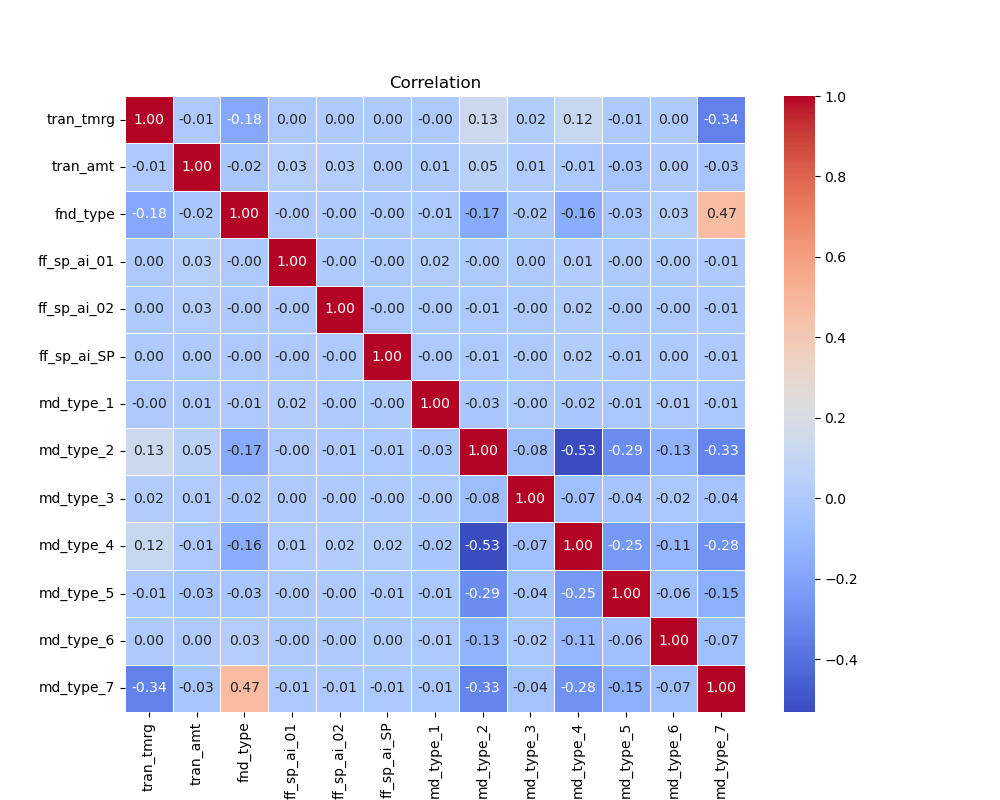 Correlation
tran_tmrg 1.00 -0.01 -0.18 0.00 0.00 0.00 -0.00 0.13 0.02 0.12 -0.01 0.00 -0.34
tran_amt -0.01 1.00 -0.02 0.03 0.03 0.00 0.01 0.05 0.01 -0.01 -0.03 0.00 -0.03
fnd_type -0.18 -0.02 1.00 -0.00 -0.00 -0.00 -0.01 -0.17 -0.02 -0.16 -0.03 0.03 0.47
ff_sp_ai_01 0.00 0.03 -0.00 1.00 -0.00 -0.00 0.02 -0.00 0.00 0.01 -0.00 -0.00 -0.01
ff_sp_ai_02 0.00 0.03 -0.00 -0.00 1.00 -0.00 -0.00 -0.01 -0.00 0.02 -0.00 -0.00 -0.01
ff_sp_ai_SP 0.00 0.00 -0.00 -0.00 -0.00 1.00 -0.00 -0.01 -0.00 0.02 -0.01 0.00 -0.01
md_type_1 -0.00 0.01 -0.01 0.02 -0.00 -0.00 1.00 -0.03 -0.00 -0.02 -0.01 -0.01 -0.01
md_type_2 0.13 0.05 -0.17 -0.00 -0.01 -0.01 -0.03 1.00 -0.08 -0.53 -0.29 -0.13 -0.33
md_type_3 0.02 0.01 -0.02 0.00 -0.00 -0.00 -0.00 -0.08 1.00 -0.07 -0.04 -0.02 -0.04
md_type_4 0.12 -0.01 -0.16 0.01 0.02 0.02 -0.02 -0.53 -0.07 1.00 -0.25 -0.11 -0.28
md_type_5 -0.01 -0.03 -0.03 -0.00 -0.00 -0.01 -0.01 -0.29 -0.04 -0.25 1.00 -0.06 -0.15
md_type_6 0.00 0.00 0.03 -0.00 -0.00 0.00 -0.01 -0.13 -0.02 -0.11 -0.06 1.00 -0.07
md_type_7 -0.34 -0.03 0.47 -0.01 -0.01 -0.01 -0.01 -0.33 -0.04 -0.28 -0.15 -0.07 1.00
tran_tmrg
tran_amt
fnd_type
ff_sp_ai_01
ff_sp_ai_02
ff_sp_ai_SP
md_type_1
md_type_2
md_type_3
md_type_4
md_type_5
md_type_6
md_type_7
1.0
0.8
0.6
0.4
0.2
0.0
−0.2
−0.4